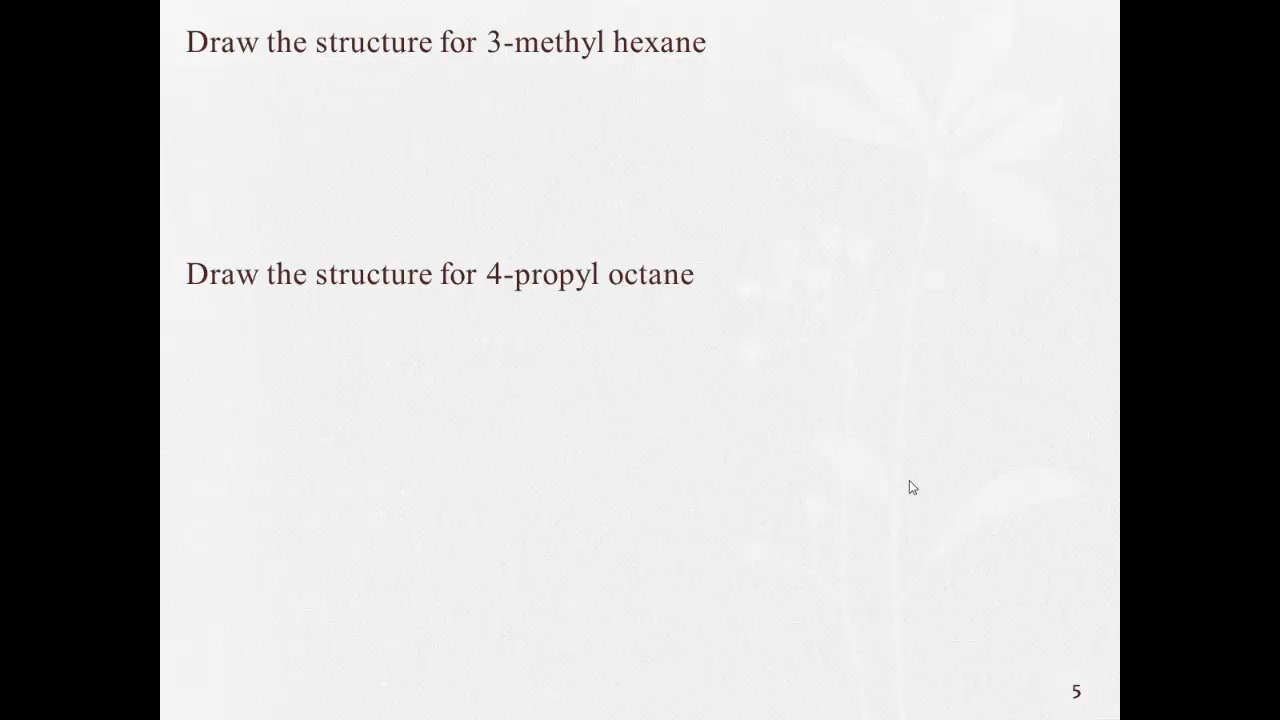 Draw the structure for 3-methyl hexane
Draw the structure for 4-propyl octane
5